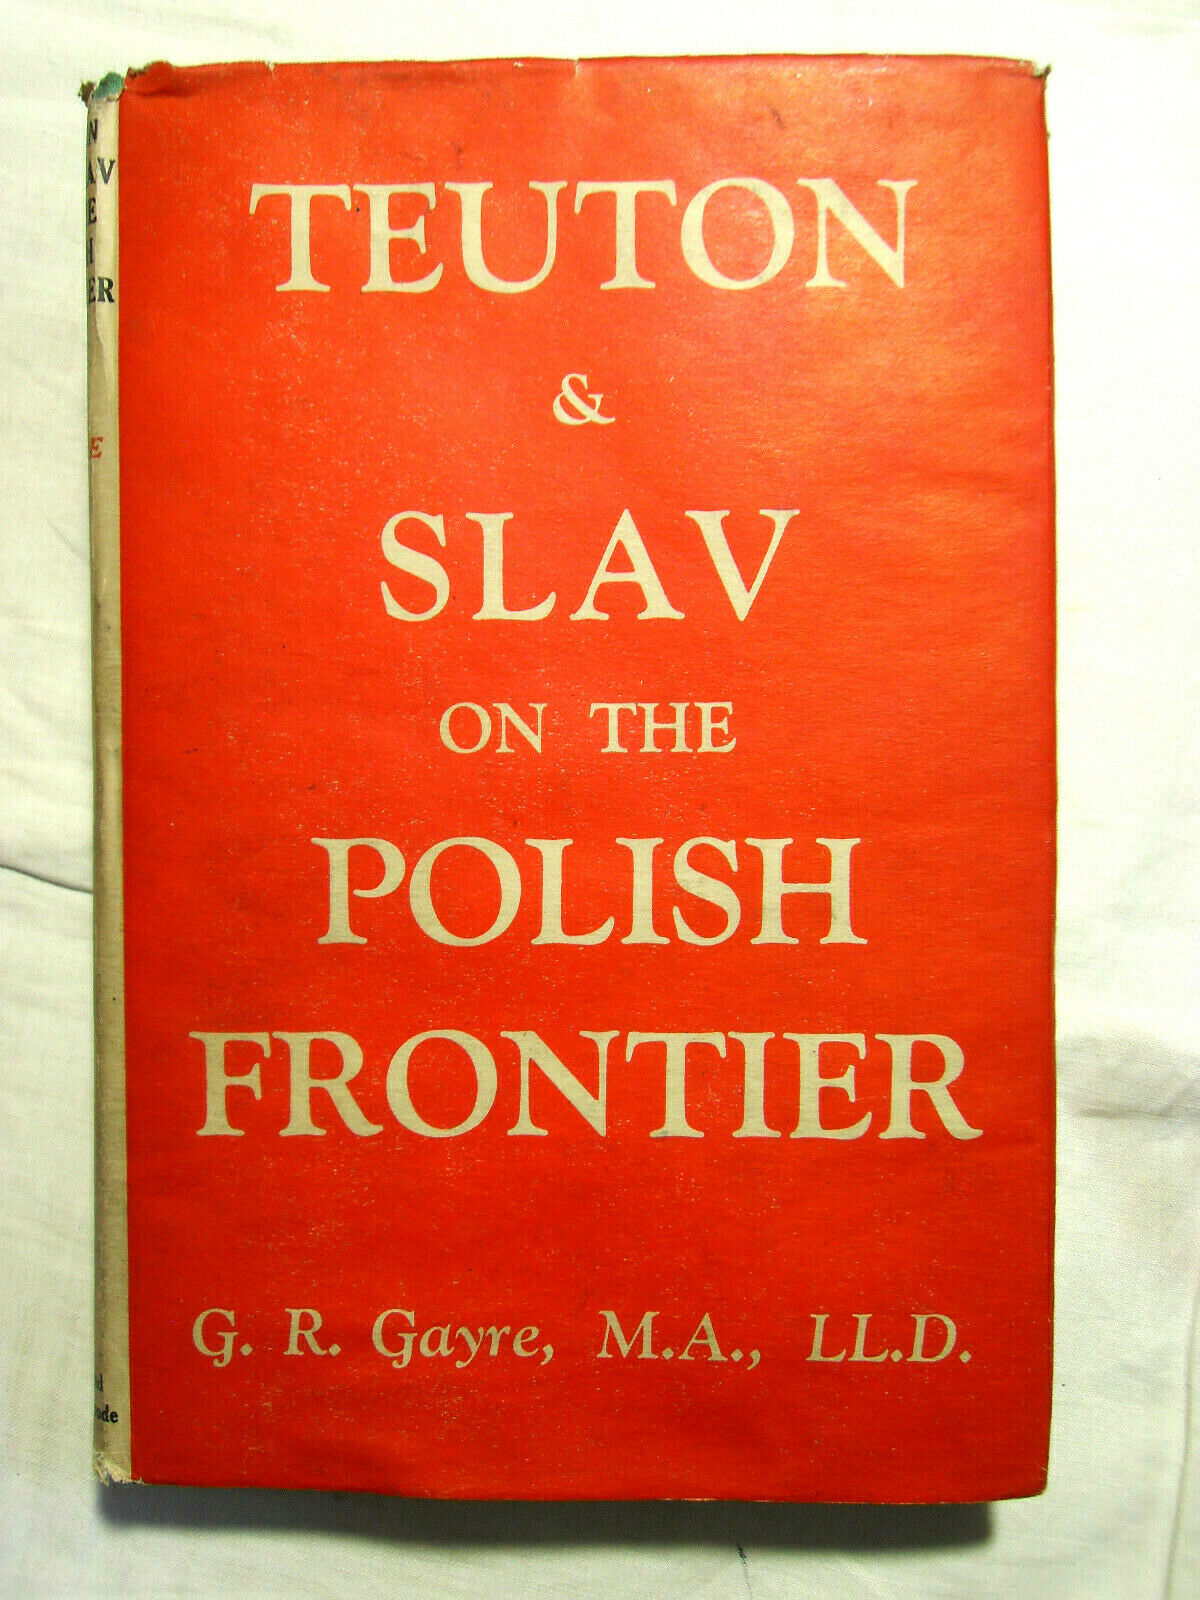 TEUTON
&
SLAV
ON THE
POLISH
FRONTIER
G. R. Gayre, M.A., LL.D.